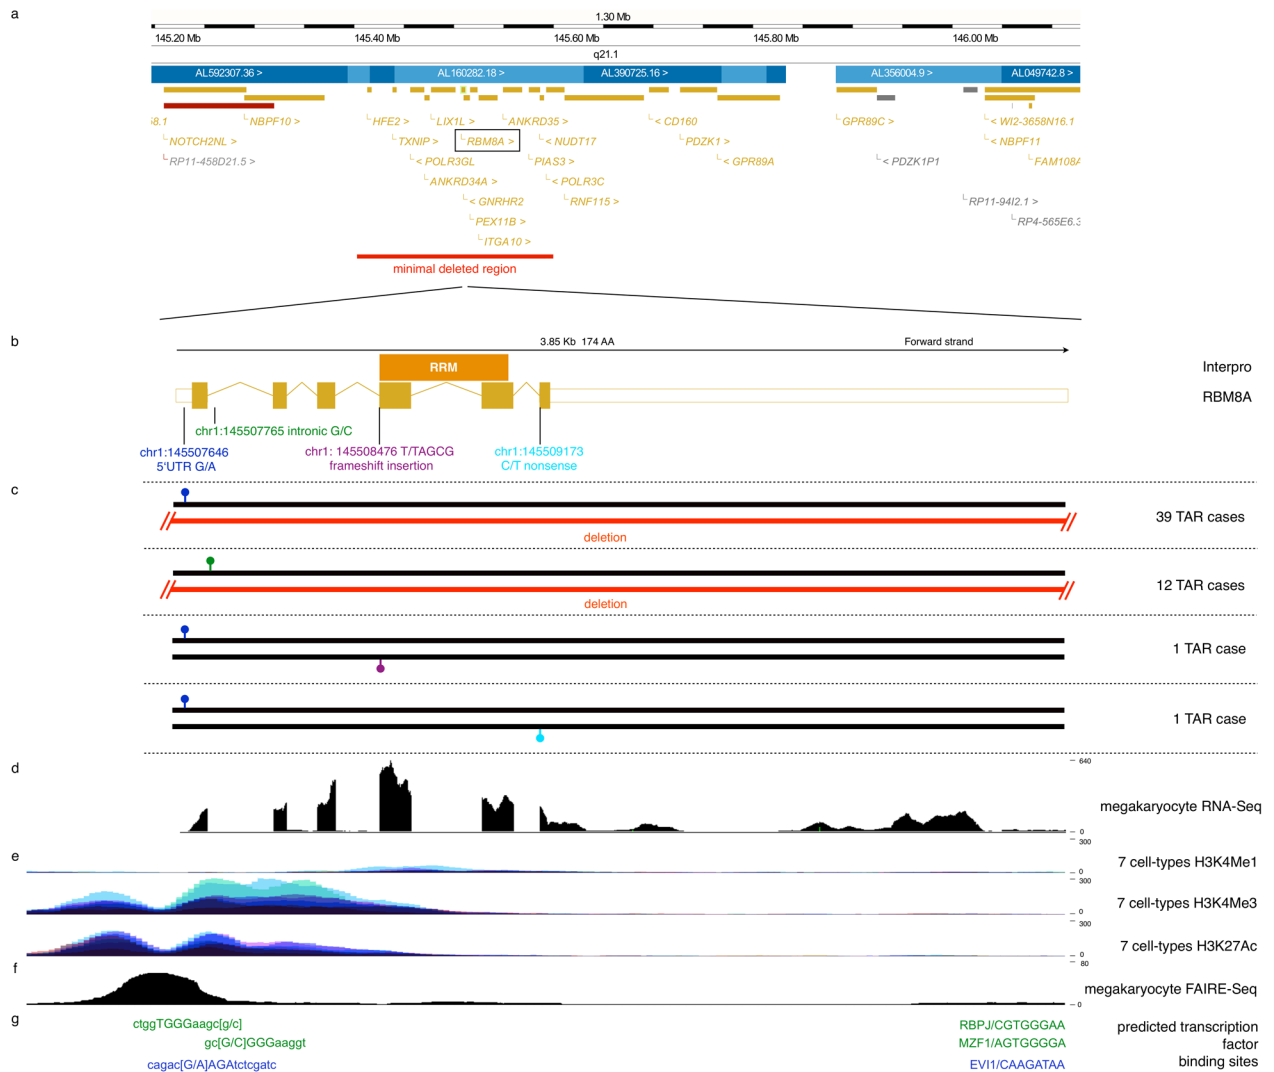 a
1.30 Mb
145.20 Mb 145.40 Mb 145.60 Mb 145.80 Mb 146.00 Mb
q21.1
AL592307.36 > AL160282.18 > AL390725.16 > AL356004.9 > AL049742.8 >
58.1 NBPF10 > HFE2 > LIX1L > ANKRD35 > < CD160 GPR89C > < WI2-3658N16.1
NOTCH2NL > TXNIP > RBM8A > < NUDT17 PDZK1 > < NBPF11
RP11-458D21.5 > < POLR3GL PIAS3 > < GPR89A < PDZK1P1 FAM108A
ANKRD34A > < POLR3C
< GNRHR2 RNF115 > RP11-94I2.1 >
PEX11B > RP4-565E6.3
ITGA10 >
minimal deleted region
b
3.85 Kb 174 AA Forward strand
RRM Interpro
RBM8A
chr1:145507765 intronic G/C
chr1:145507646 chr1: 145508476 T/TAGCG chr1:145509173
5'UTR G/A frameshift insertion C/T nonsense
c
39 TAR cases
deletion
12 TAR cases
deletion
1 TAR case
1 TAR case
d
640
megakaryocyte RNA-Seq
0
300
e
7 cell-types H3K4Me1
0
300
7 cell-types H3K4Me3
0
300
7 cell-types H3K27Ac
0
80
f
megakaryocyte FAIRE-Seq
0
g
ctggTGGGaagc[g/c] RBPJ/CGTGGGAA predicted transcription
gc[G/C]GGGaaggt MZF1/AGTGGGGA factor
cagac[G/A]AGAtctcgatc EVI1/CAAGATAA binding sites